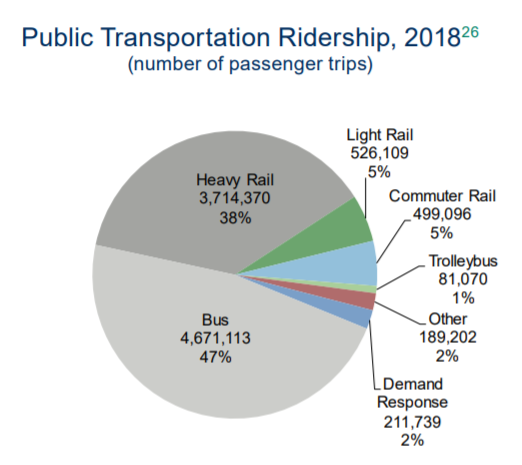 Public Transportation Ridership, 2018²⁶
(number of passenger trips)
Light Rail
526,109
5%
Heavy Rail
3,714,370
38%
Commuter Rail
499,096
5%
Trolleybus
81,070
1%
Other
189,202
2%
Bus
4,671,113
47%
Demand
Response
211,739
2%